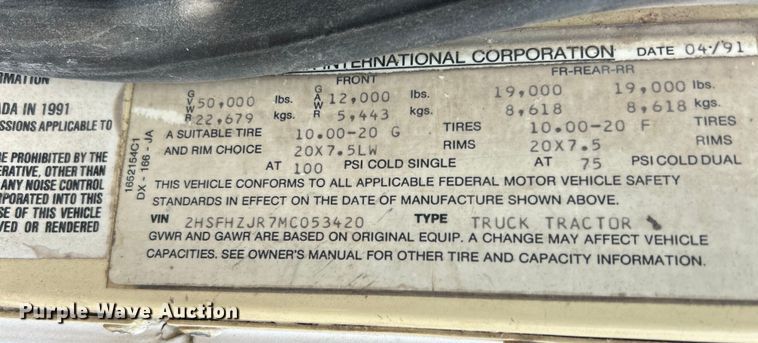 INTERNATIONAL CORPORATION DATE 04/91
FRONT FR-REAR-RR
GVWR 50,000 lbs. GAWR 12,000 lbs. 19,000 19,000 lbs.
22,679 kgs. 5,443 kgs. 8,618 8,618 kgs.
A SUITABLE TIRE 10.00-20 G TIRES 10.00-20 F TIRES
AND RIM CHOICE 20X7.5LW RIMS 20X7.5 RIMS
AT 100 PSI COLD SINGLE AT 75 PSI COLD DUAL
THIS VEHICLE CONFORMS TO ALL APPLICABLE FEDERAL MOTOR VEHICLE SAFETY
STANDARDS IN EFFECT ON THE DATE OF MANUFACTURE SHOWN ABOVE.
VIN 2HSFHZJR7MC053420 TYPE TRUCK TRACTOR
GVWR AND GAWR ARE BASED ON ORIGINAL EQUIP. A CHANGE MAY AFFECT VEHICLE
CAPACITIES. SEE OWNER'S MANUAL FOR OTHER TIRE AND CAPACITY INFORMATION.
1652154C1
DX - 166 - JA
ADA IN 1991
SSIONS APPLICABLE TO
BE PROHIBITED BY THE
ERATIVE, OTHER THAN
ANY NOISE CONTROL
RPORATED INTO THIS
SE OF THIS VEHICLE
VED OR RENDERED
Purple Wave Auction